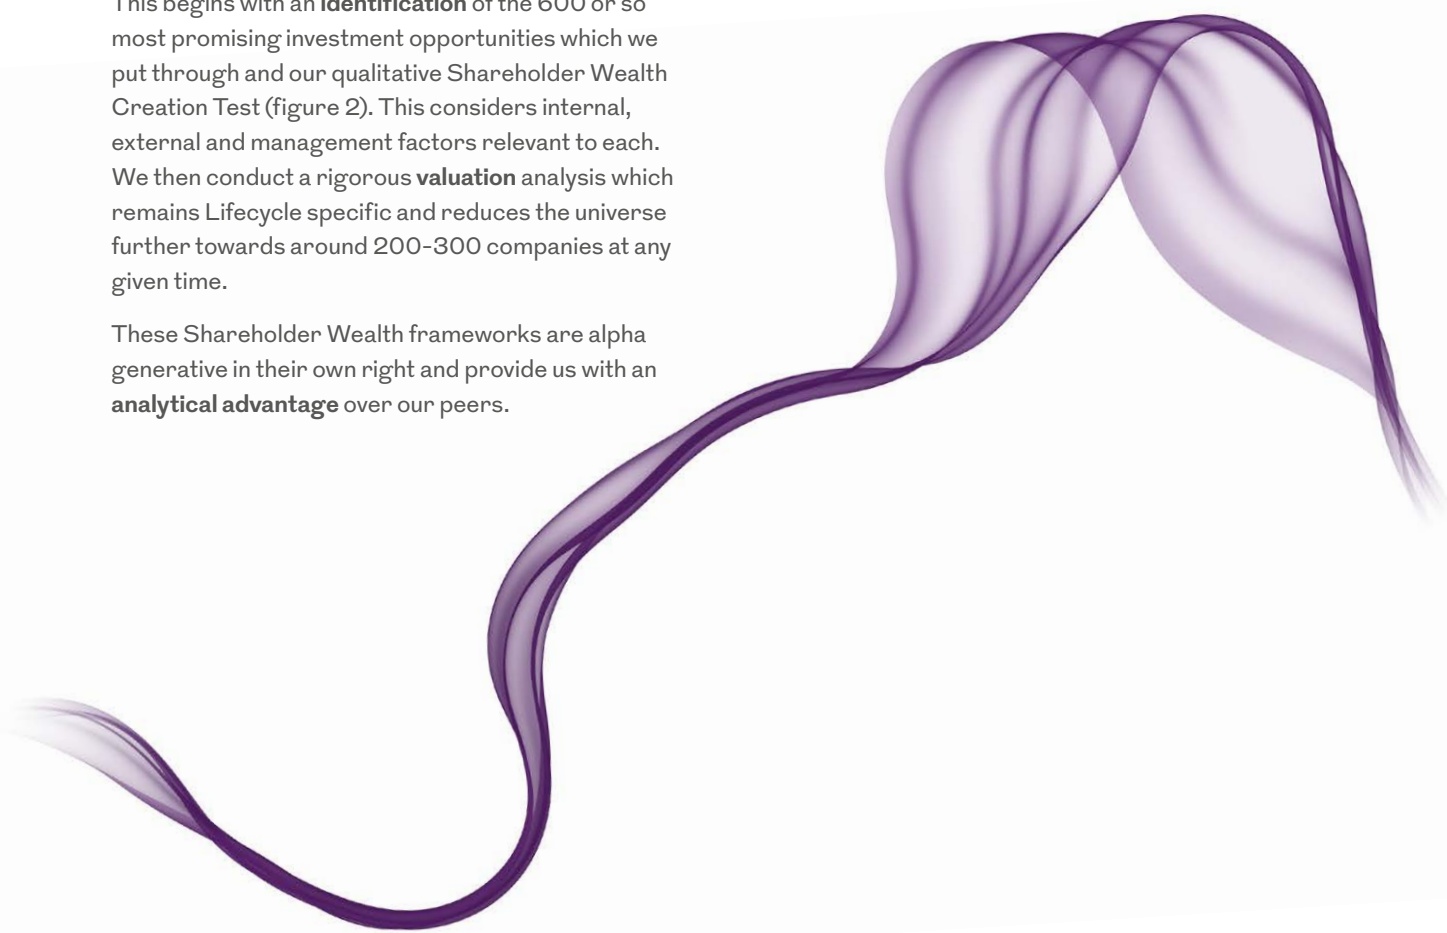 This begins with an identification of the 600 or so
most promising investment opportunities which we
put through and our qualitative Shareholder Wealth
Creation Test (figure 2). This considers internal,
external and management factors relevant to each.
We then conduct a rigorous valuation analysis which
remains Lifecycle specific and reduces the universe
further towards around 200-300 companies at any
given time.
These Shareholder Wealth frameworks are alpha
generative in their own right and provide us with an
analytical advantage over our peers.